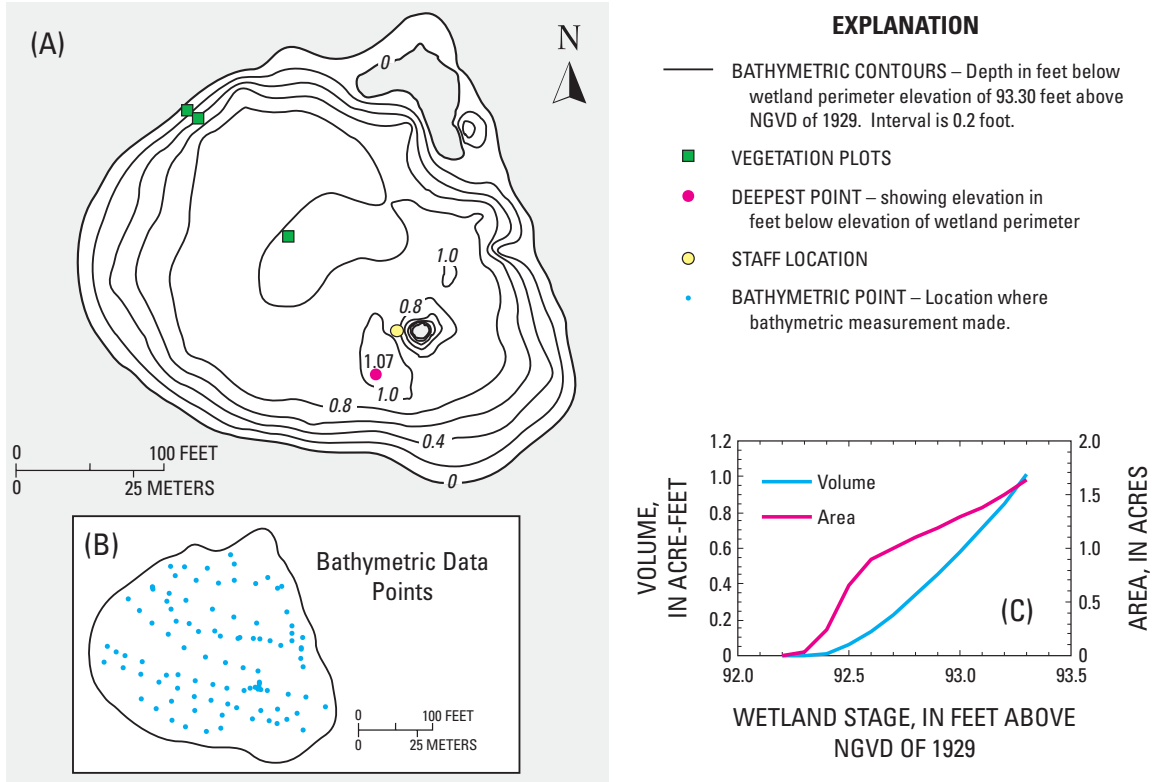 (A)
N
0
1.0
0.8
1.07
1.0
0.8
0.4
0
0 100 FEET
0 25 METERS
(B)
Bathymetric Data
Points
0 100 FEET
0 25 METERS
EXPLANATION
BATHYMETRIC CONTOURS – Depth in feet below
wetland perimeter elevation of 93.30 feet above
NGVD of 1929. Interval is 0.2 foot.
VEGETATION PLOTS
DEEPEST POINT – showing elevation in
feet below elevation of wetland perimeter
STAFF LOCATION
BATHYMETRIC POINT – Location where
bathymetric measurement made.
VOLUME,
IN ACRE-FEET
1.2
1.0
0.8
0.6
0.4
0.2
0
Volume
Area
(C)
2.0
1.5
1.0
0.5
0
AREA, IN ACRES
92.0 92.5 93.0 93.5
WETLAND STAGE, IN FEET ABOVE
NGVD OF 1929